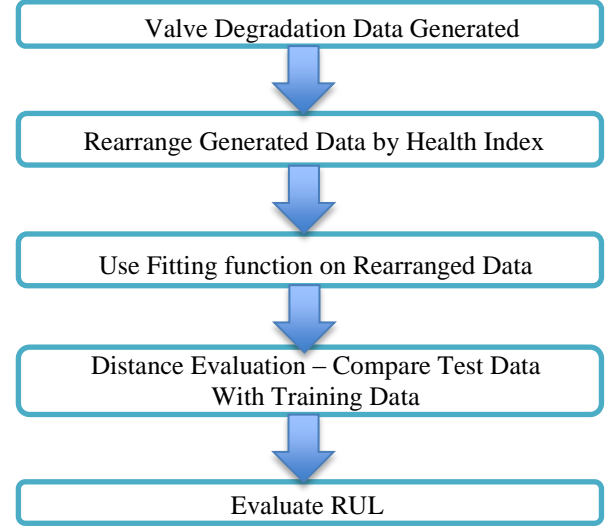 Valve Degradation Data Generated
Rearrange Generated Data by Health Index
Use Fitting function on Rearranged Data
Distance Evaluation – Compare Test Data
With Training Data
Evaluate RUL